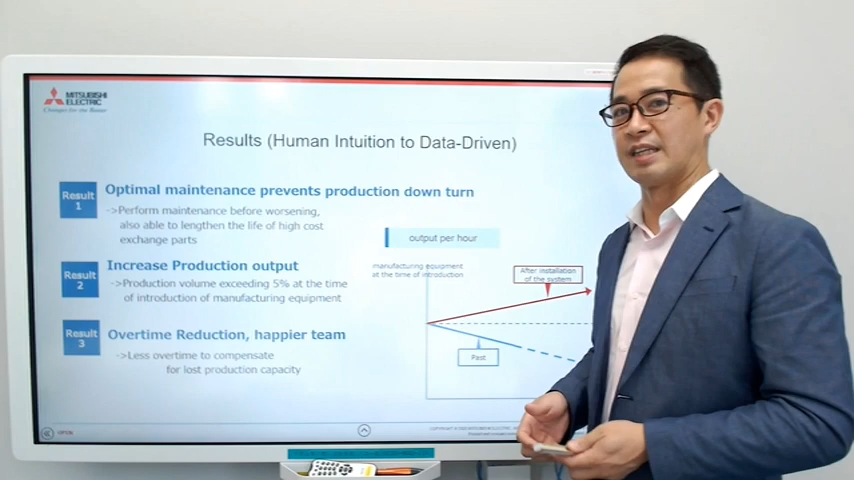 MITSUBISHI
ELECTRIC
Changes for the Better
Results (Human Intuition to Data-Driven)
Result
1
Optimal maintenance prevents production down turn
->Perform maintenance before worsening,
also able to lengthen the life of high cost
exchange parts
Result
2
Increase Production output
->Production volume exceeding 5% at the time
of introduction of manufacturing equipment
Result
3
Overtime Reduction, happier team
->Less overtime to compensate
for lost production capacity
output per hour
manufacturing equipment
at the time of introduction
After installation
of the system
Past
OPEN